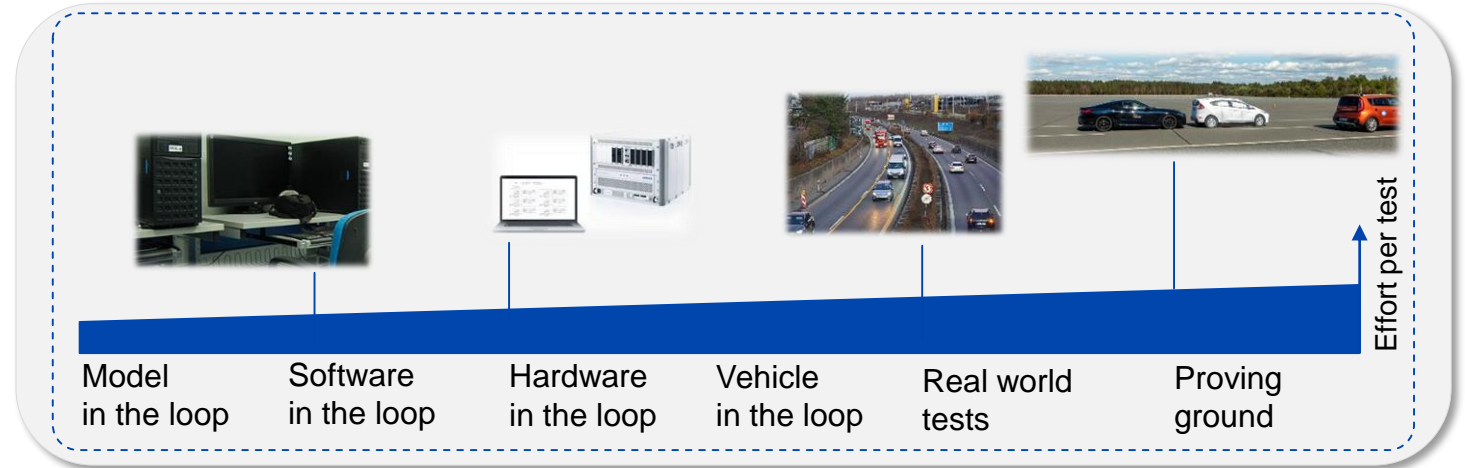 Effort per test
Model
in the loop
Software
in the loop
Hardware
in the loop
Vehicle
in the loop
Real world
tests
Proving
ground